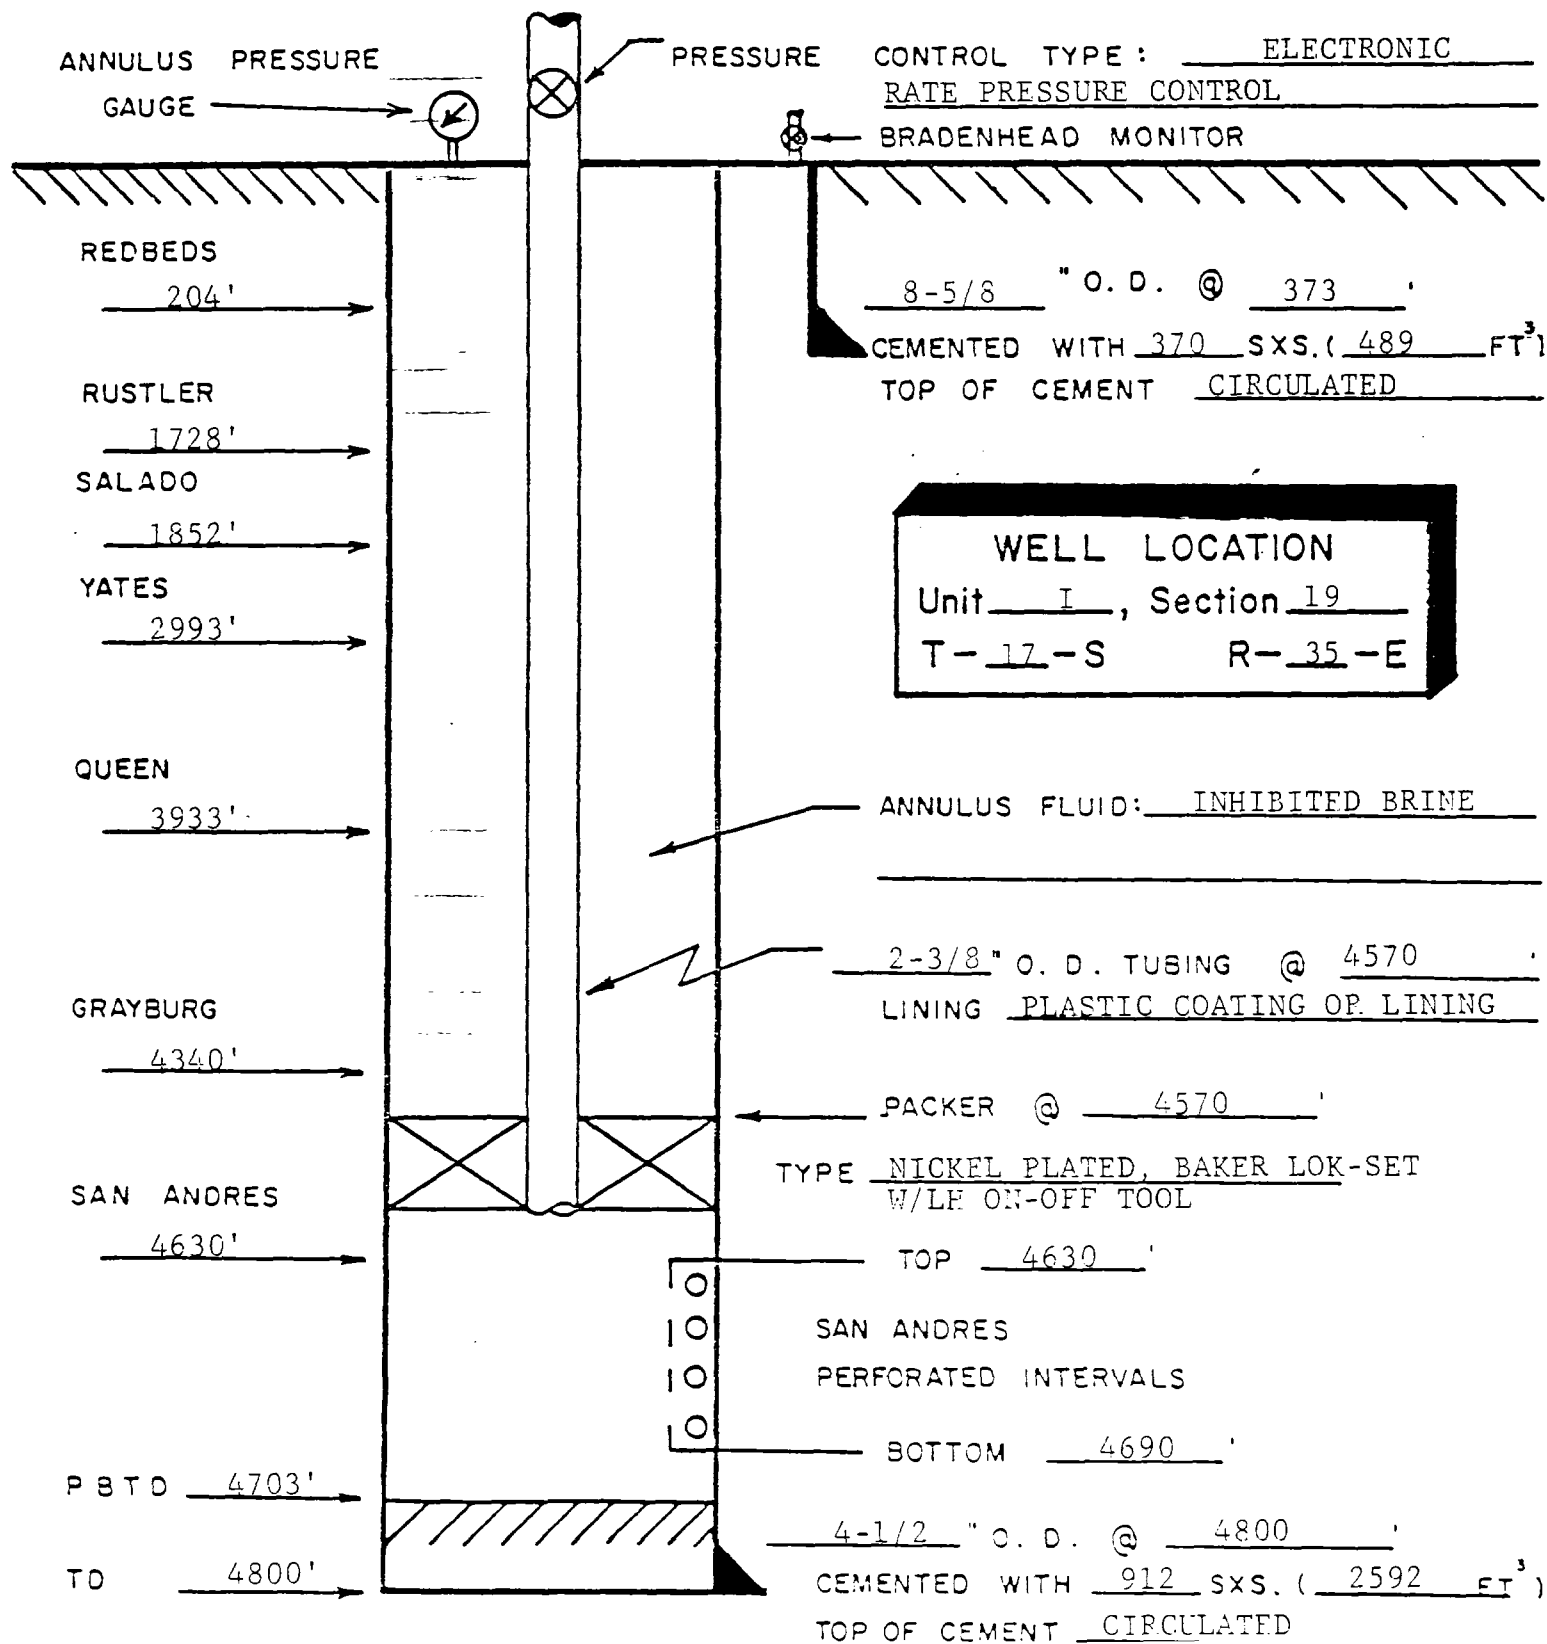 ANNULUS PRESSURE
GAUGE
PRESSURE CONTROL TYPE: ELECTRONIC
RATE PRESSURE CONTROL
BRADENHEAD MONITOR
REDBEDS
204'
8-5/8 " O. D. @ 373 '
CEMENTED WITH 370 SXS. ( 489 FT³)
TOP OF CEMENT CIRCULATED
RUSTLER
1728'
SALADO
1852'
WELL LOCATION
Unit I, Section 19
T-17-S R-35-E
YATES
2993'
QUEEN
3933'
ANNULUS FLUID: INHIBITED BRINE
2-3/8" O. D. TUBING @ 4570 '
LINING PLASTIC COATING OR LINING
GRAYBURG
4340'
PACKER @ 4570 '
TYPE NICKEL PLATED, BAKER LOK-SET
W/LH ON-OFF TOOL
SAN ANDRES
4630'
TOP 4630 '
SAN ANDRES
PERFORATED INTERVALS
BOTTOM 4690 '
PBTD 4703'
4-1/2 " O. D. @ 4800 '
TD 4800'
CEMENTED WITH 912 SXS. ( 2592 FT³)
TOP OF CEMENT CIRCULATED